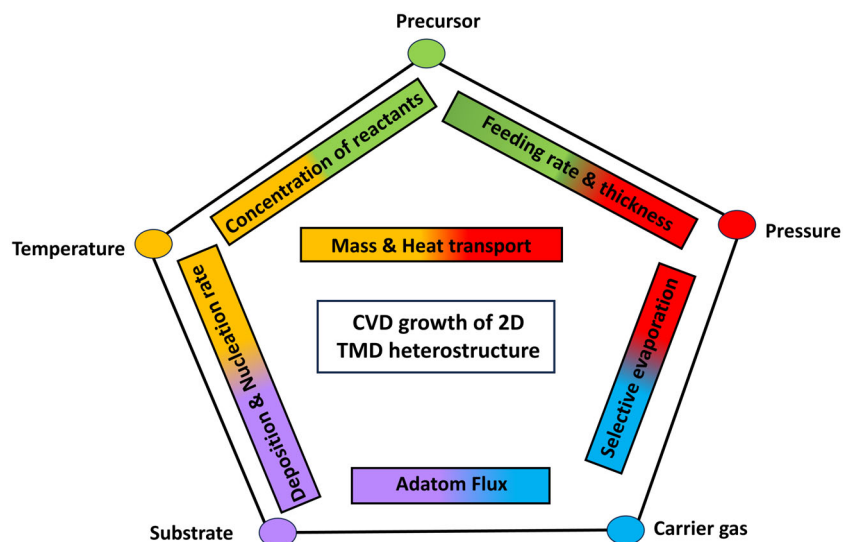 Precursor
Concentration of reactants
Feeding rate & thickness
Temperature
Mass & Heat transport
Pressure
CVD growth of 2D
TMD heterostructure
Deposition & Nucleation rate
Selective evaporation
Adatom Flux
Substrate
Carrier gas